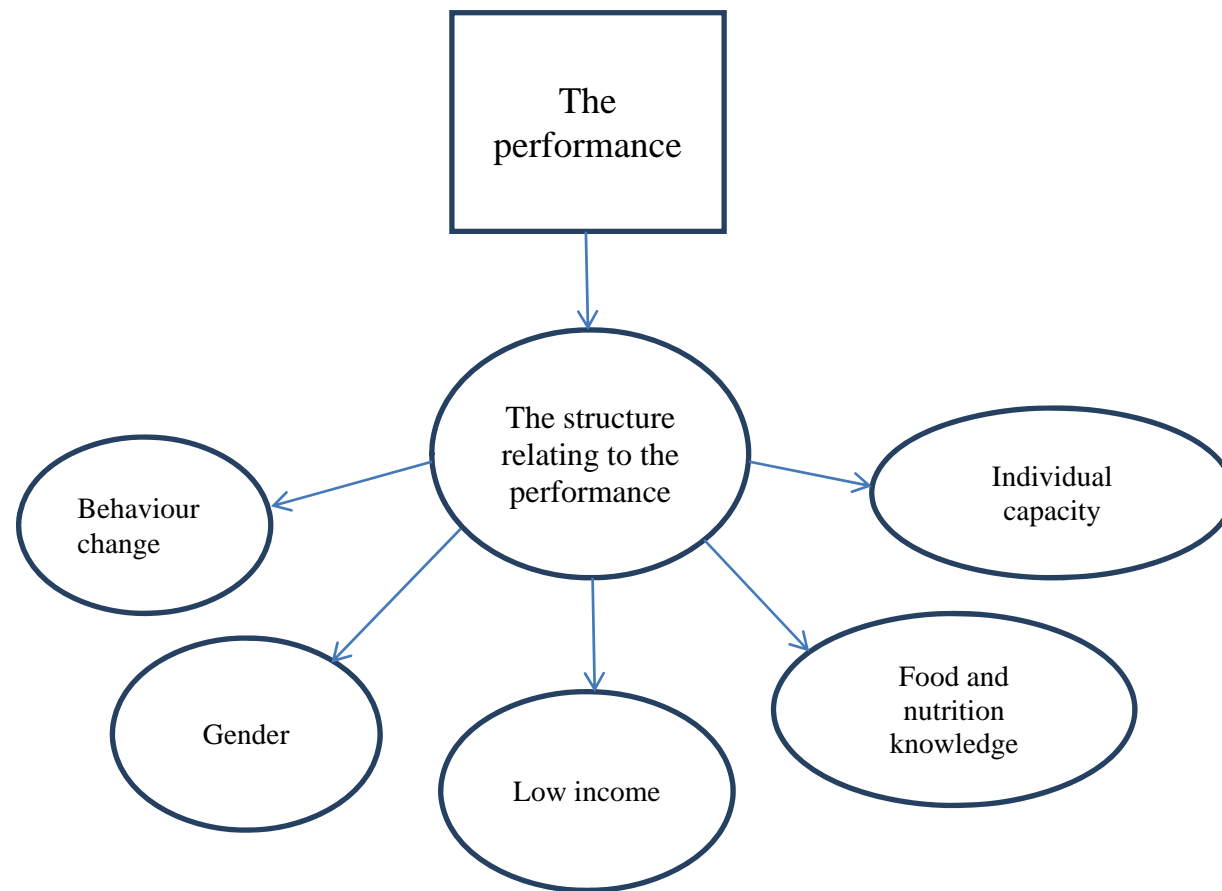 The
performance
The structure
relating to the
performance
Individual
capacity
Behaviour
change
Food and
nutrition
knowledge
Gender
Low income